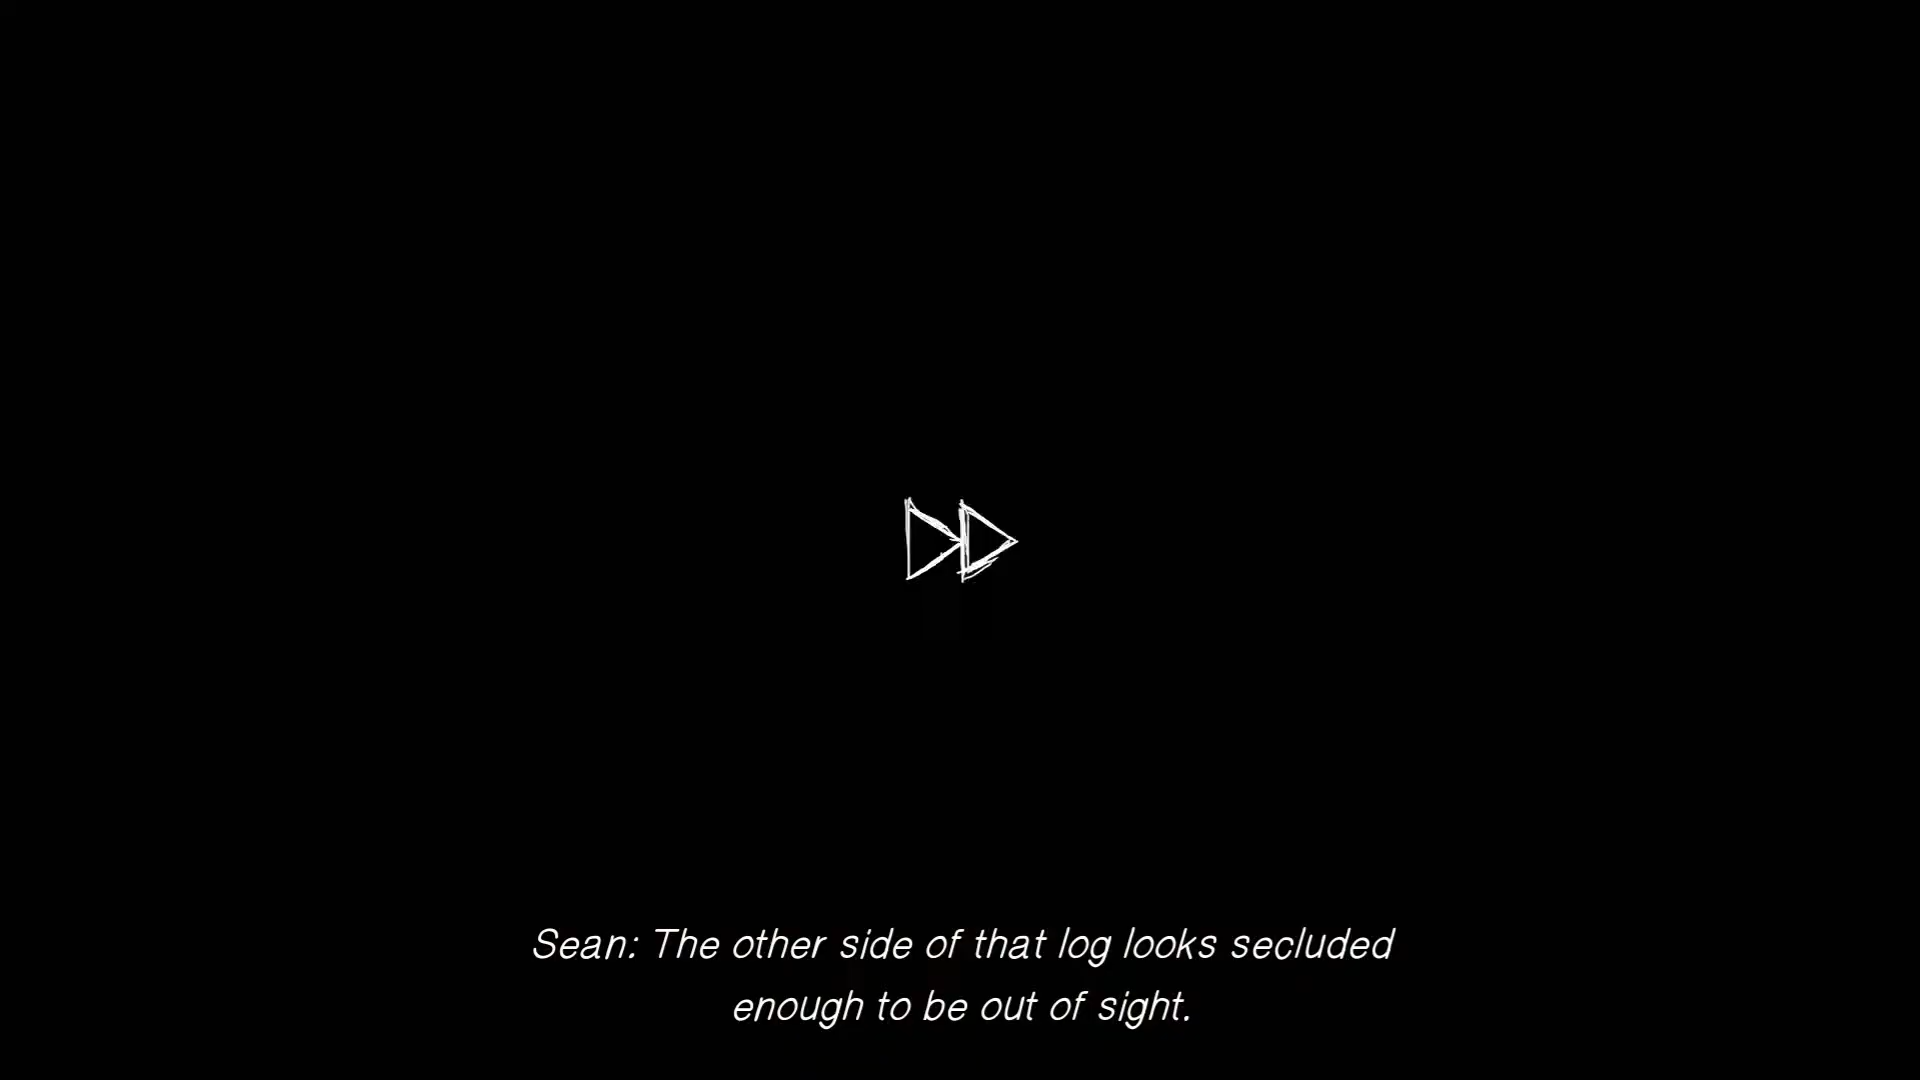 Sean: The other side of that log looks secluded
enough to be out of sight.